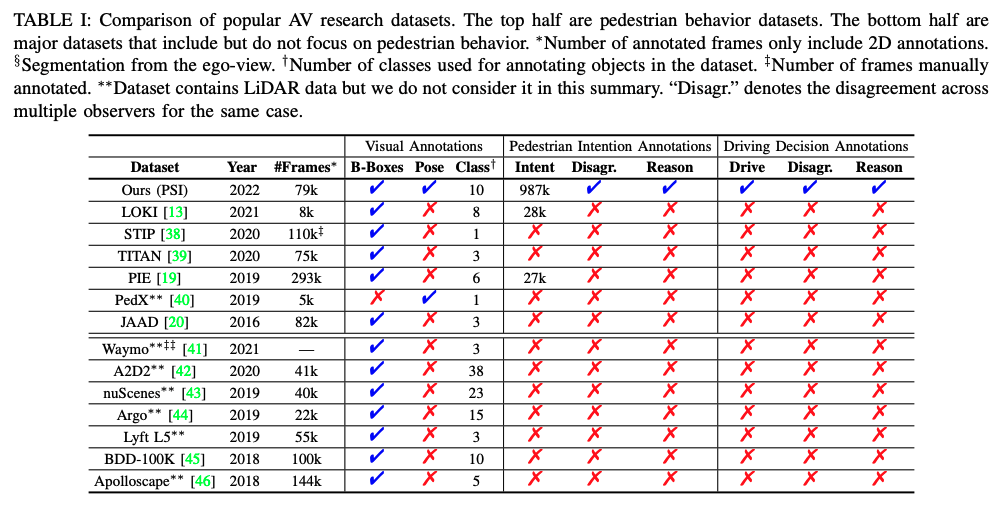 TABLE I: Comparison of popular AV research datasets. The top half are pedestrian behavior datasets. The bottom half are
major datasets that include but do not focus on pedestrian behavior. *Number of annotated frames only include 2D annotations.
§Segmentation from the ego-view. †Number of classes used for annotating objects in the dataset. ‡Number of frames manually
annotated. **Dataset contains LiDAR data but we do not consider it in this summary. “Disagr.” denotes the disagreement across
multiple observers for the same case.
Visual Annotations Pedestrian Intention Annotations Driving Decision Annotations
Dataset Year #Frames* B-Boxes Pose Class† Intent Disagr. Reason Drive Disagr. Reason
Ours (PSI) 2022 79k ✓ ✓ 10 987k ✓ ✓ ✓ ✓ ✓
LOKI [13] 2021 8k ✓ ✗ 8 28k ✗ ✗ ✗ ✗ ✗
STIP [38] 2020 110k‡ ✓ ✗ 1 ✗ ✗ ✗ ✗ ✗ ✗
TITAN [39] 2020 75k ✓ ✗ 3 ✗ ✗ ✗ ✗ ✗ ✗
PIE [19] 2019 293k ✓ ✗ 6 27k ✗ ✗ ✗ ✗ ✗
PedX** [40] 2019 5k ✗ ✓ 1 ✗ ✗ ✗ ✗ ✗ ✗
JAAD [20] 2016 82k ✓ ✗ 3 ✗ ✗ ✗ ✗ ✗ ✗
Waymo**‡‡ [41] 2021 — ✓ ✗ 3 ✗ ✗ ✗ ✗ ✗ ✗
A2D2** [42] 2020 41k ✓ ✗ 38 ✗ ✗ ✗ ✗ ✗ ✗
nuScenes** [43] 2019 40k ✓ ✗ 23 ✗ ✗ ✗ ✗ ✗ ✗
Argo** [44] 2019 22k ✓ ✗ 15 ✗ ✗ ✗ ✗ ✗ ✗
Lyft L5** 2019 55k ✓ ✗ 3 ✗ ✗ ✗ ✗ ✗ ✗
BDD-100K [45] 2018 100k ✓ ✗ 10 ✗ ✗ ✗ ✗ ✗ ✗
Apolloscape** [46] 2018 144k ✓ ✗ 5 ✗ ✗ ✗ ✗ ✗ ✗